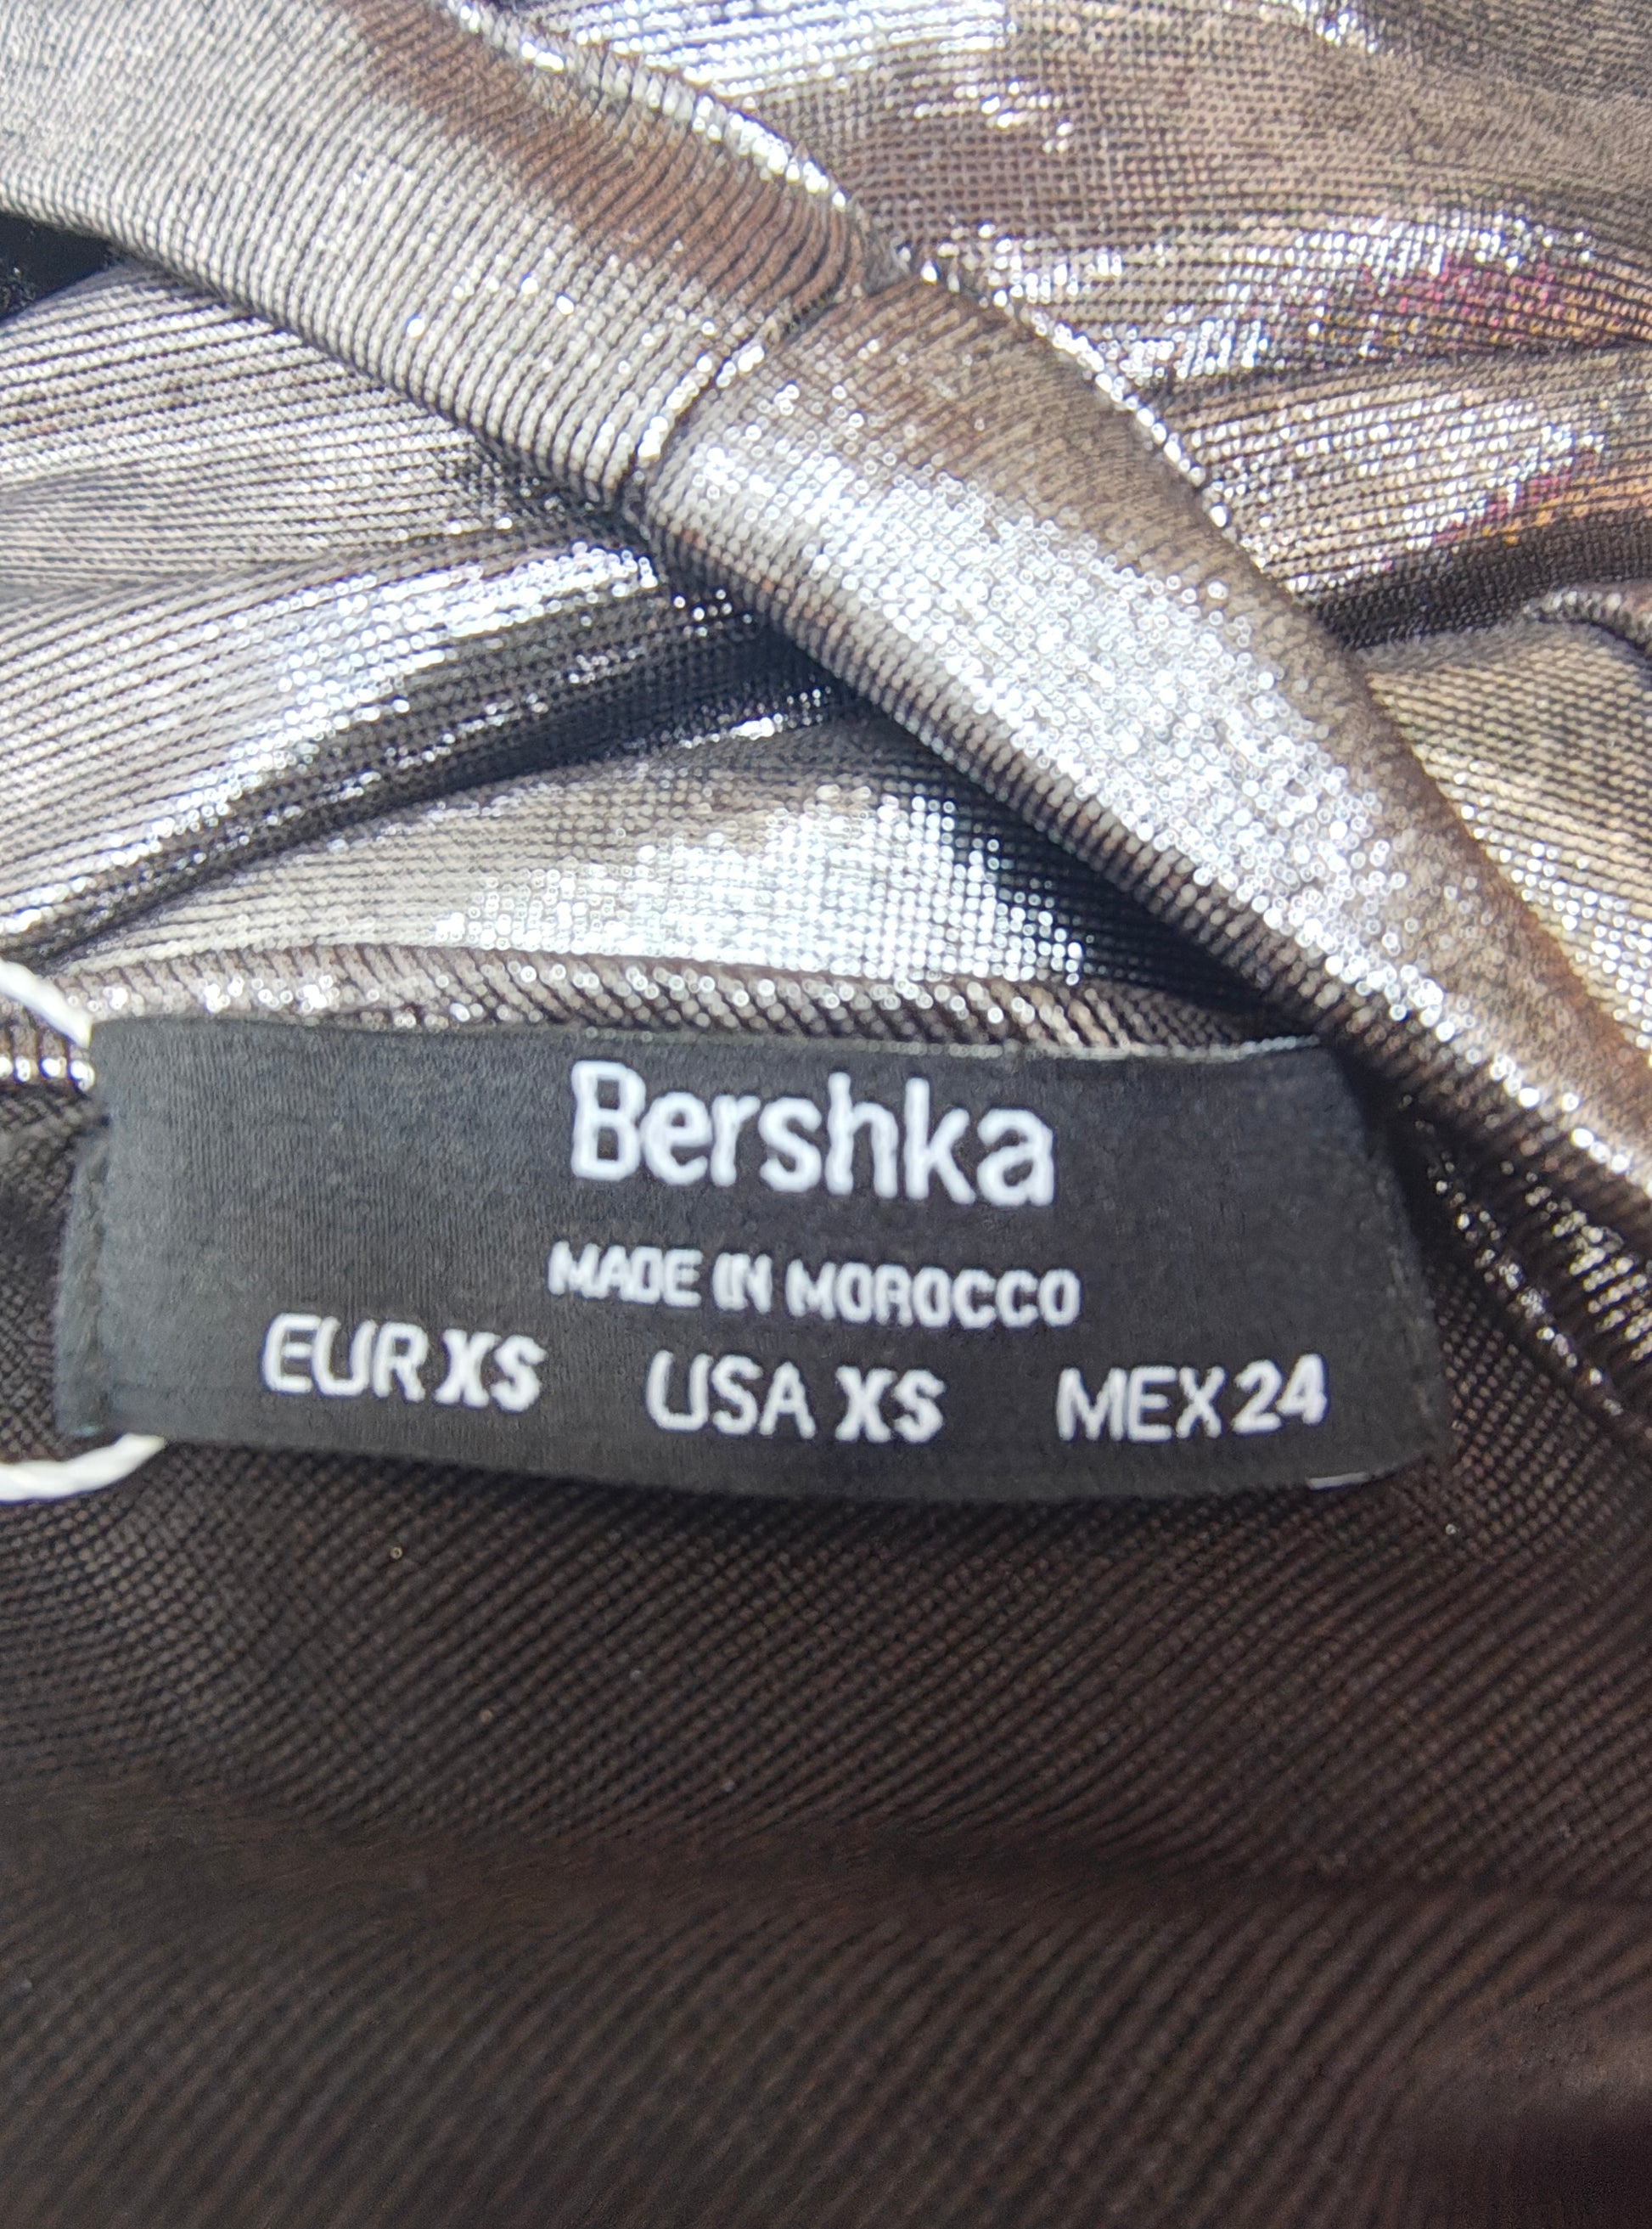 Bershka
MADE IN MOROCCO
EUR XS USA XS MEX 24